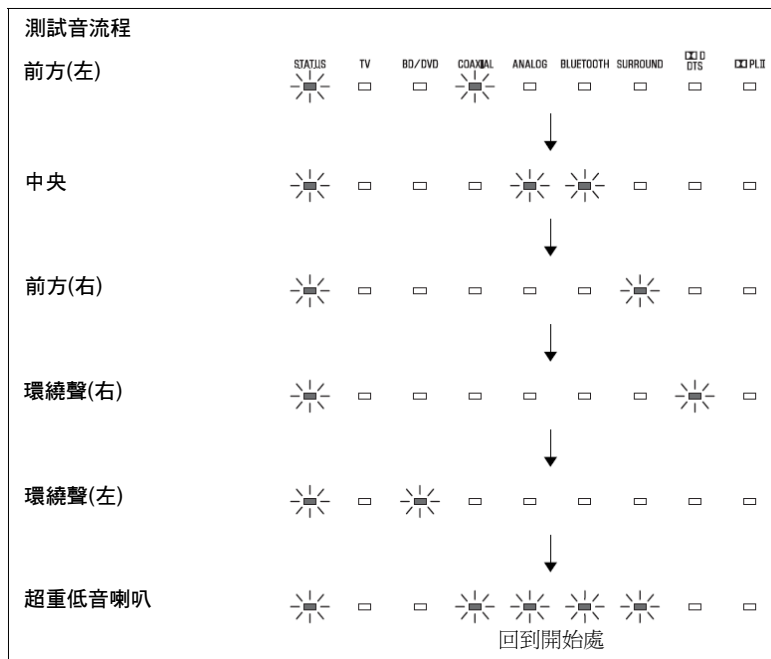 測試音流程
前方(左)
STATUS TV BD/DVD COAXIAL ANALOG BLUETOOTH SURROUND DTS PLII
中央
前方(右)
環繞聲(右)
環繞聲(左)
超重低音喇叭
回到開始處